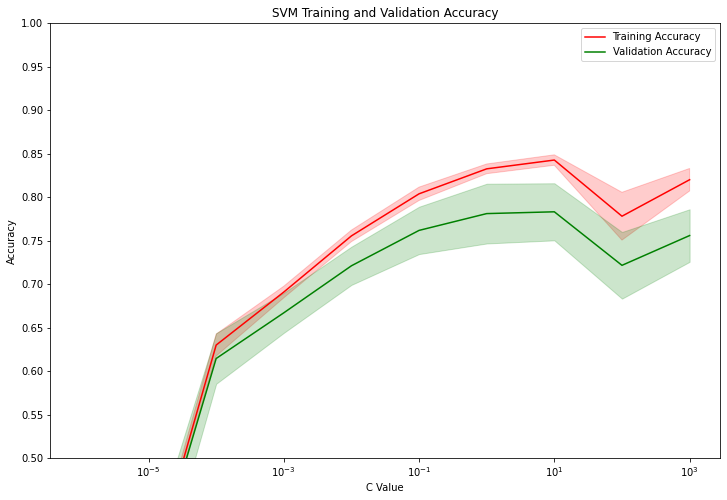 SVM Training and Validation Accuracy
Training Accuracy
Validation Accuracy
1.00
0.95
0.90
0.85
0.80
0.75
0.70
0.65
0.60
0.55
0.50
Accuracy
10⁻⁵ 10⁻³ 10⁻¹ 10¹ 10³
C Value